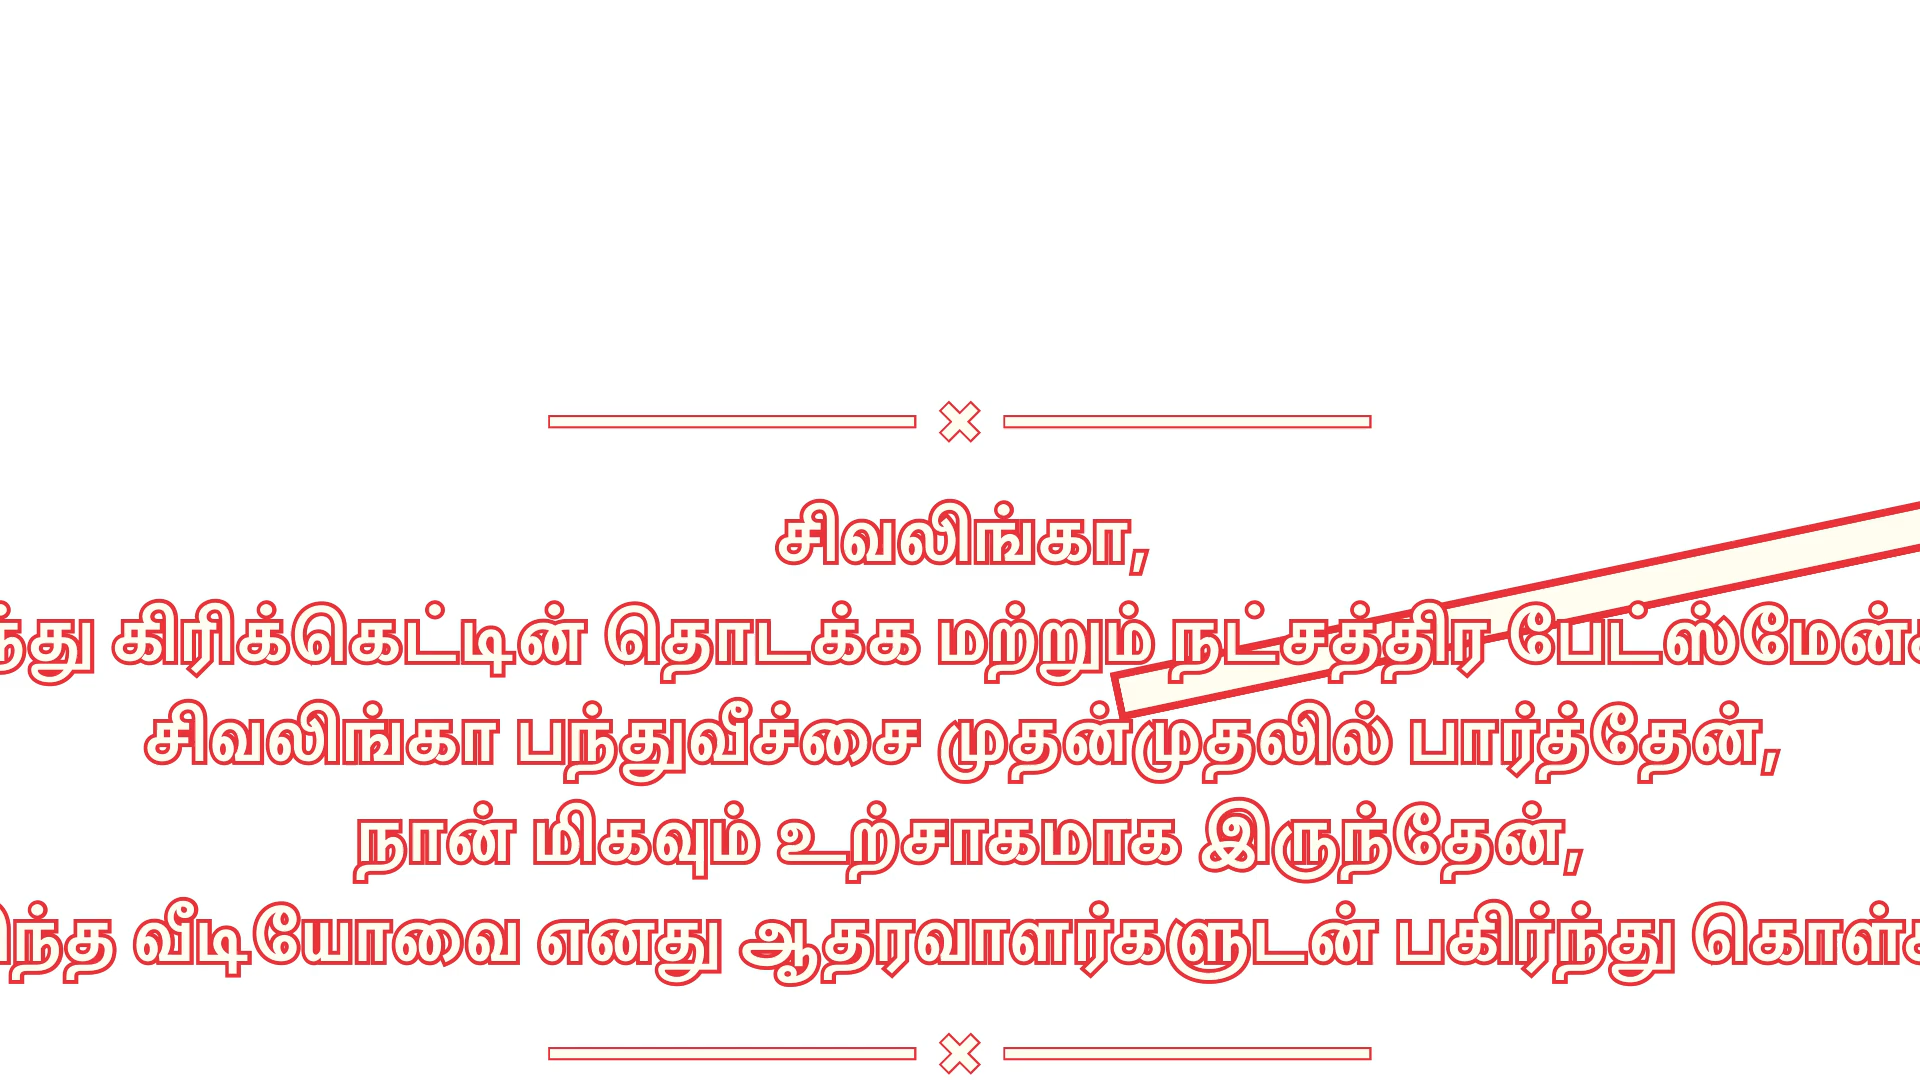 சிவலிங்கா,
கிரிக்கெட்டின் தொடக்க மற்றும் நட்சத்திர
சிவலிங்கா பந்துவீச்சை முதன்முதலில் பார்த்தேன்,
நான் மிகவும் உற்சாகமாக இருந்தேன்,
வீடியோவை எனது ஆதரவாளர்களுடன் பகிர்ந்து